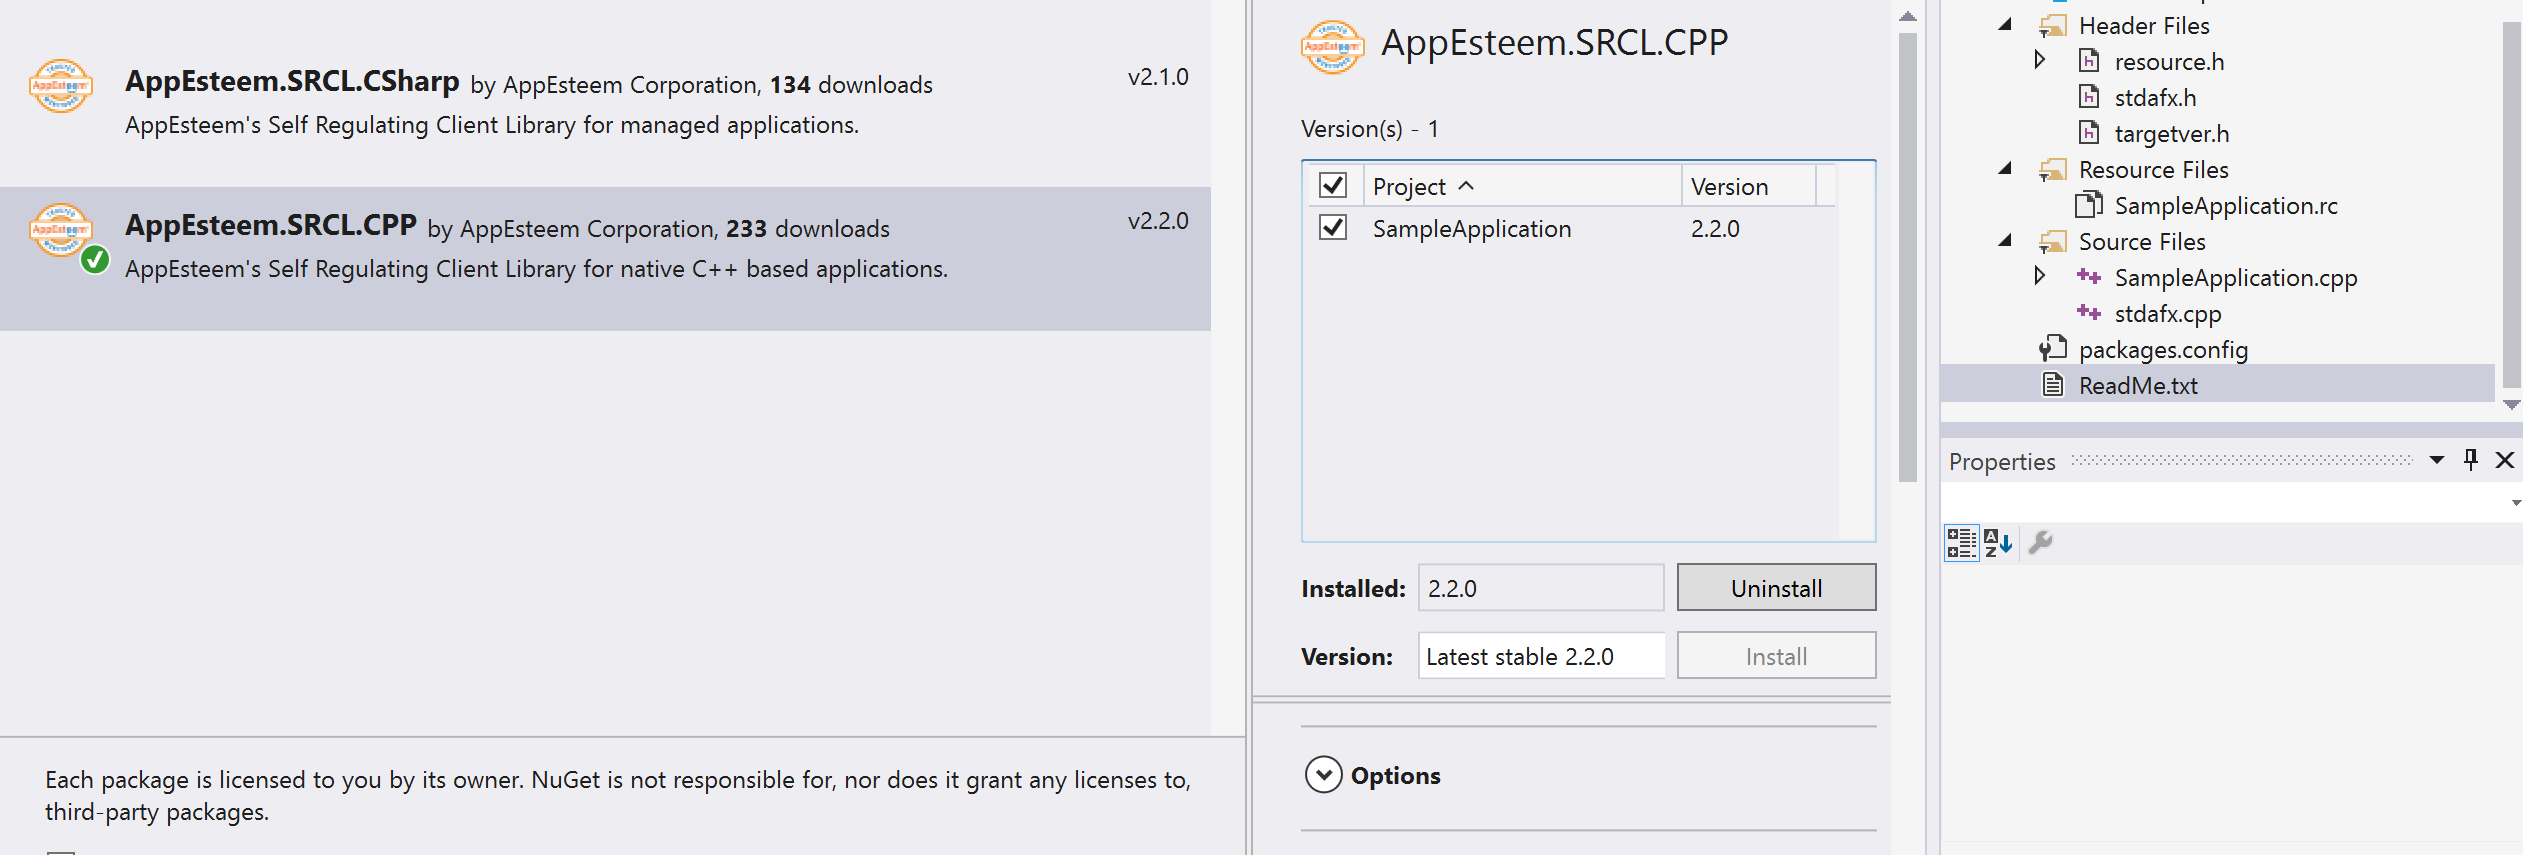 AppEsteem.SRCL.CSharp by AppEsteem Corporation, 134 downloads v2.1.0
AppEsteem's Self Regulating Client Library for managed applications.
AppEsteem.SRCL.CPP by AppEsteem Corporation, 233 downloads v2.2.0
AppEsteem's Self Regulating Client Library for native C++ based applications.
Each package is licensed to you by its owner. NuGet is not responsible for, nor does it grant any licenses to,
third-party packages.
AppEsteem.SRCL.CPP
Version(s) - 1
Project Version
SampleApplication 2.2.0
Installed: 2.2.0 Uninstall
Version: Latest stable 2.2.0 Install
Options
Header Files
resource.h
stdafx.h
targetver.h
Resource Files
SampleApplication.rc
Source Files
SampleApplication.cpp
stdafx.cpp
packages.config
ReadMe.txt
Properties